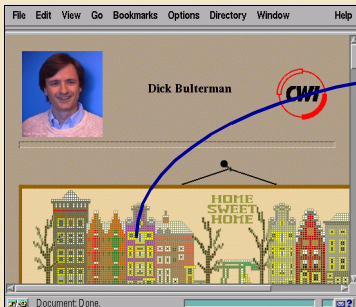 File Edit View Go Bookmarks Options Directory Window Help
Dick Bulterman
CWI
HOME
SWEET
HOME
Document: Done.
?